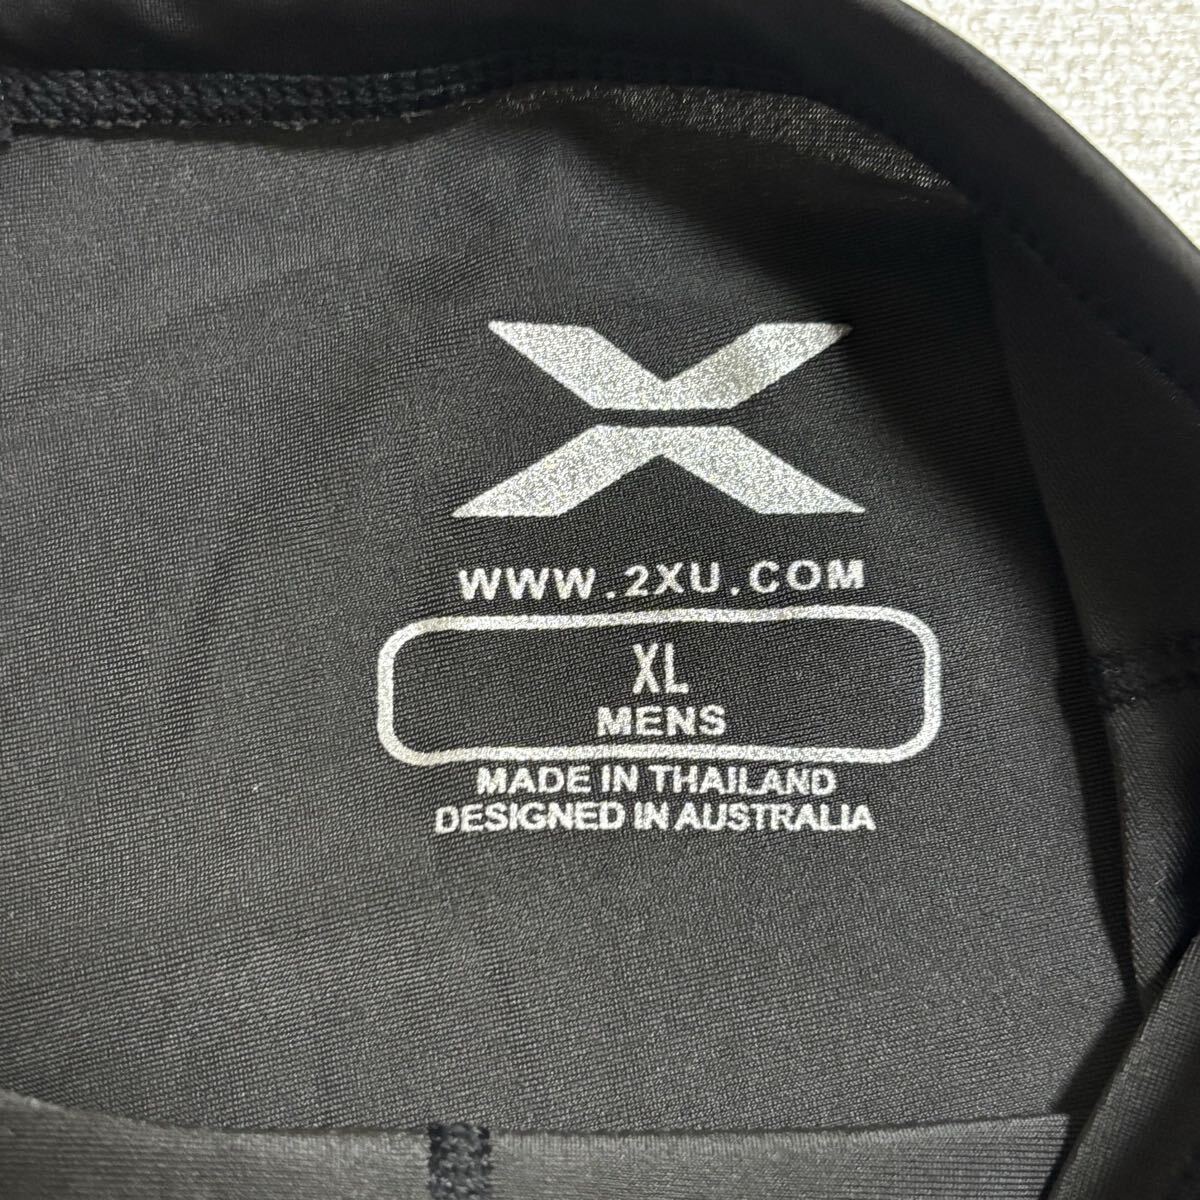 WWW.2XU.COM
XL
MENS
MADE IN THAILAND
DESIGNED IN AUSTRALIA